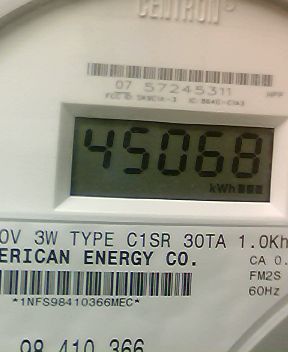 CENTRON®
07 57245311
45068
kWh
0V 3W TYPE C1SR 30TA 1.0Kh
ERICAN ENERGY CO.
CA 0.
FM2S
60Hz
*1NFS98410366MEC*
98 410 366